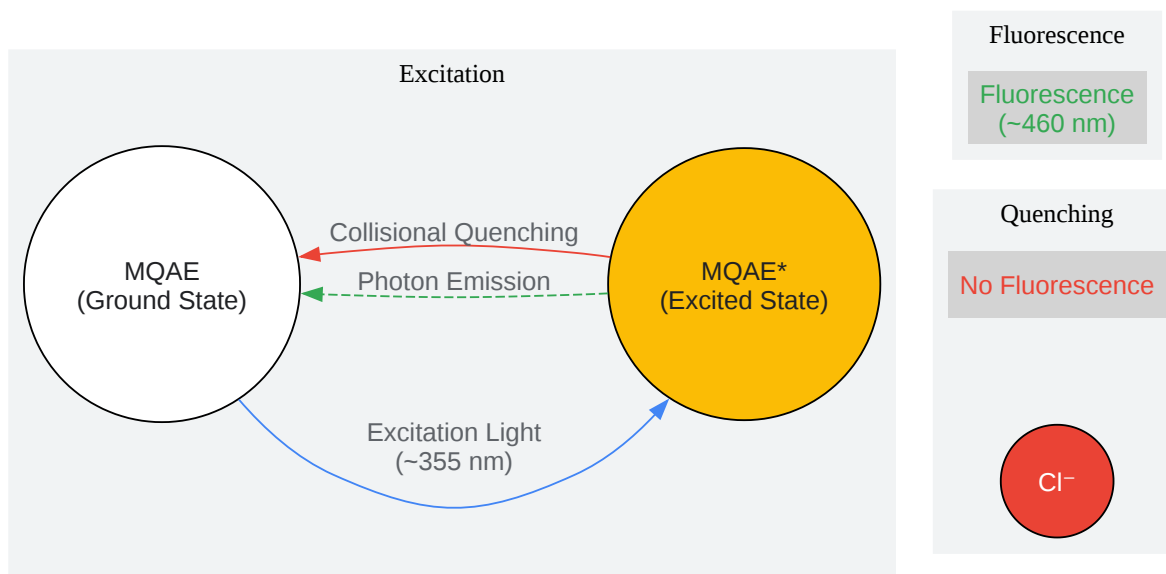 Excitation
MQAE
(Ground State)
Collisional Quenching
Photon Emission
MQAE*
(Excited State)
Excitation Light
(~355 nm)
Fluorescence
Fluorescence
(~460 nm)
Quenching
No Fluorescence
Cl⁻